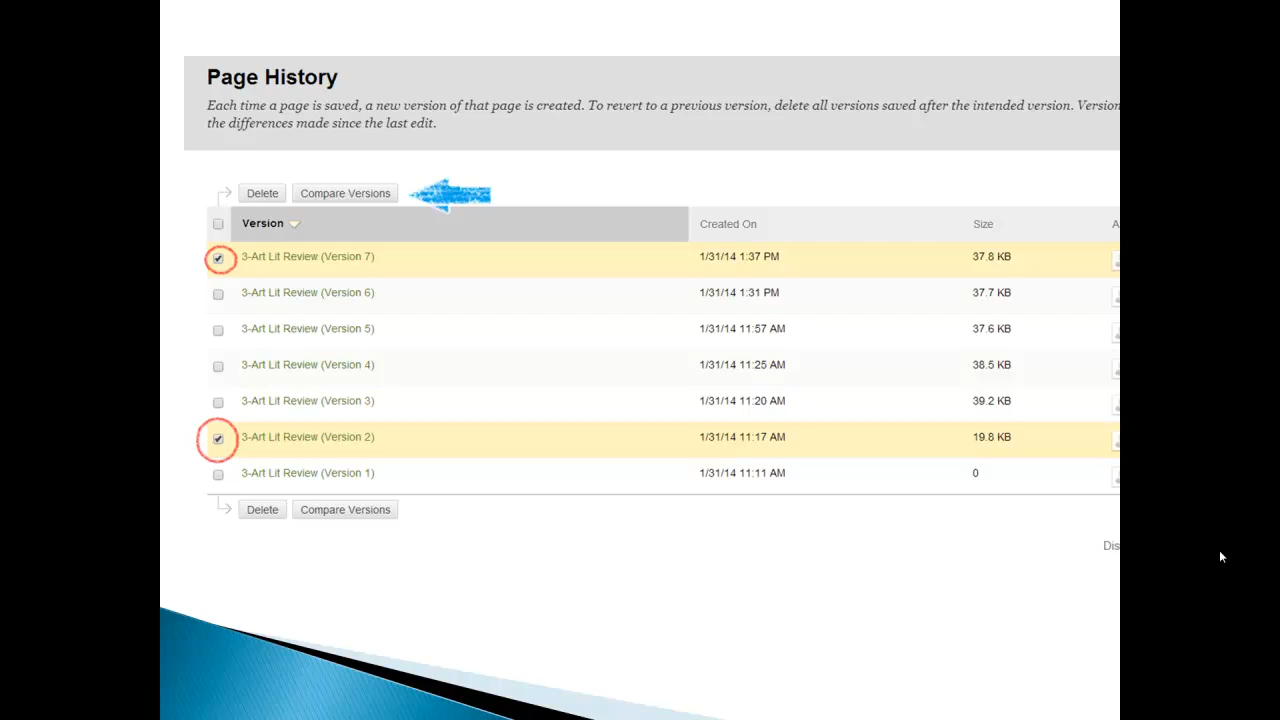 Page History
Each time a page is saved, a new version of that page is created. To revert to a previous version, delete all versions saved after the intended version. Version
the differences made since the last edit.
Delete Compare Versions
Version Created On Size A
3-Art Lit Review (Version 7) 1/31/14 1:37 PM 37.8 KB
3-Art Lit Review (Version 6) 1/31/14 1:31 PM 37.7 KB
3-Art Lit Review (Version 5) 1/31/14 11:57 AM 37.6 KB
3-Art Lit Review (Version 4) 1/31/14 11:25 AM 38.5 KB
3-Art Lit Review (Version 3) 1/31/14 11:20 AM 39.2 KB
3-Art Lit Review (Version 2) 1/31/14 11:17 AM 19.8 KB
3-Art Lit Review (Version 1) 1/31/14 11:11 AM 0
Delete Compare Versions
Dis